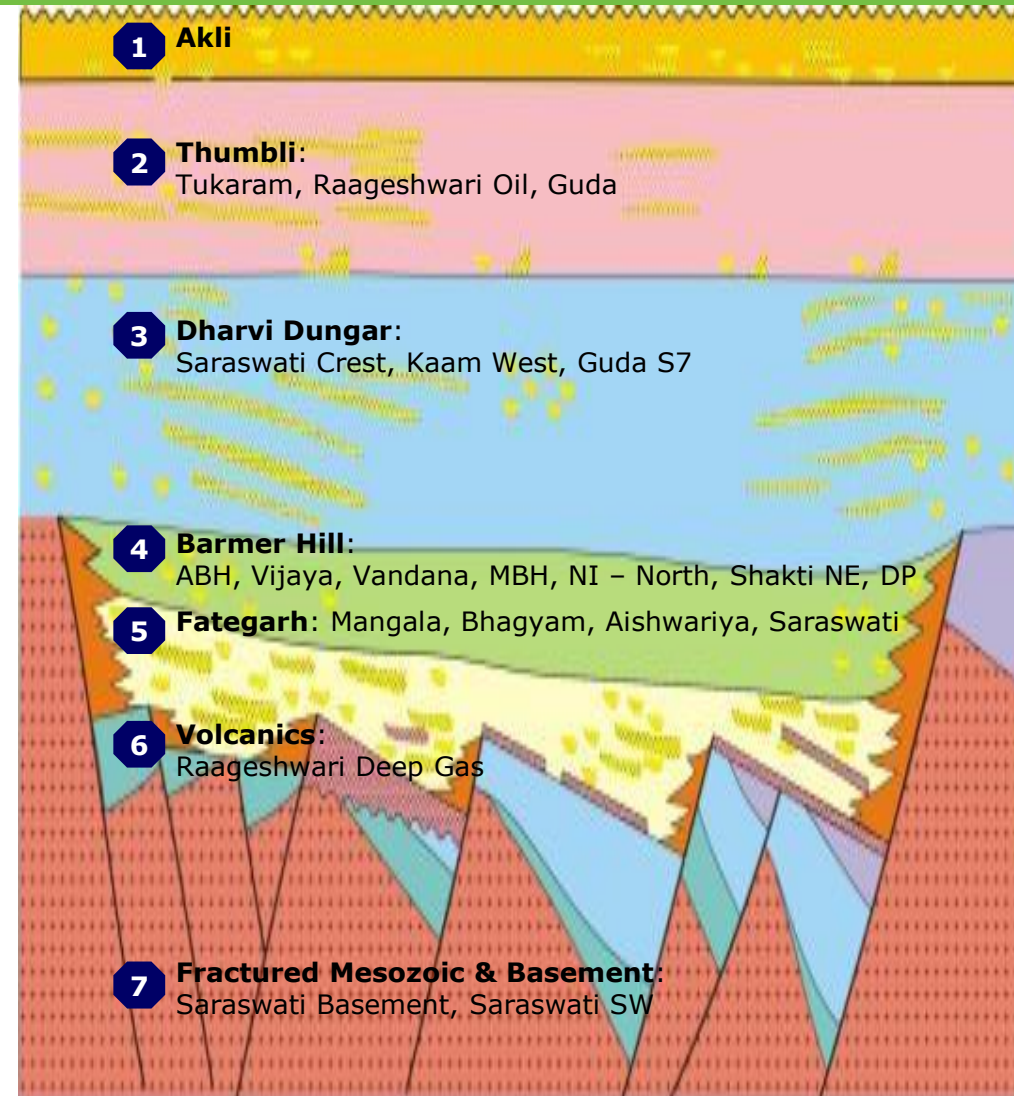 1 Akli
2 Thumbli:
Tukaram, Raageshwari Oil, Guda
3 Dharvi Dungar:
Saraswati Crest, Kaam West, Guda S7
4 Barmer Hill:
ABH, Vijaya, Vandana, MBH, NI – North, Shakti NE, DP
5 Fategarh: Mangala, Bhagyam, Aishwariya, Saraswati
6 Volcanics:
Raageshwari Deep Gas
7 Fractured Mesozoic & Basement:
Saraswati Basement, Saraswati SW